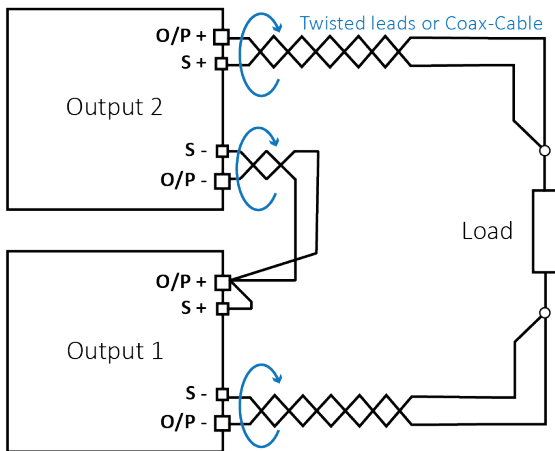 Twisted leads or Coax-Cable
O/P +
S +
Output 2
S -
O/P -
Load
O/P +
S +
Output 1
S -
O/P -